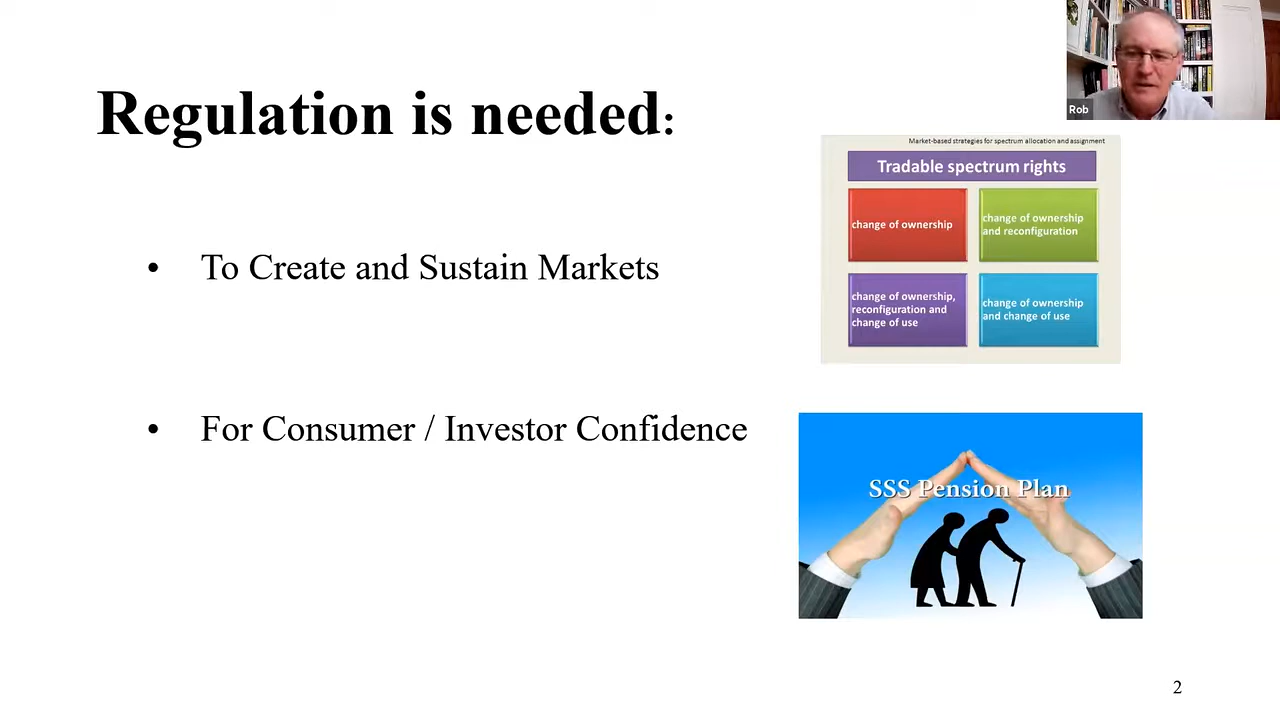 Rob
Regulation is needed:
• To Create and Sustain Markets
• For Consumer / Investor Confidence
Market-based strategies for spectrum allocation and assignment
Tradable spectrum rights
change of ownership
change of ownership
and reconfiguration
change of ownership,
reconfiguration and
change of use
change of ownership
and change of use
SSS Pension Plan
2